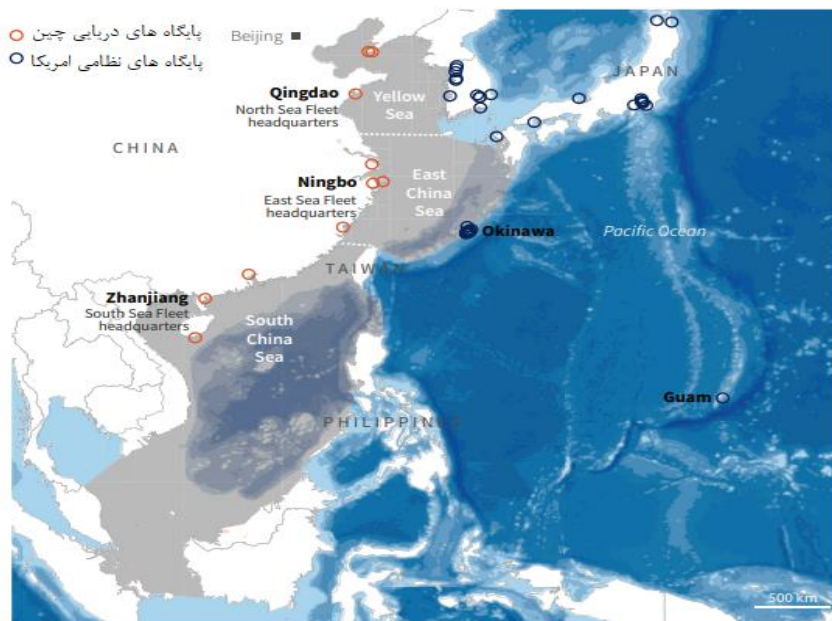 پایگاه های دریایی چین
پایگاه های نظامی امریکا
Beijing
JAPAN
Qingdao
North Sea Fleet
headquarters
Yellow
Sea
CHINA
Ningbo
East Sea Fleet
headquarters
East
China
Sea
Okinawa
Pacific Ocean
TAIWAN
Zhanjiang
South Sea Fleet
headquarters
South
China
Sea
Guam
PHILIPPINES
500 km